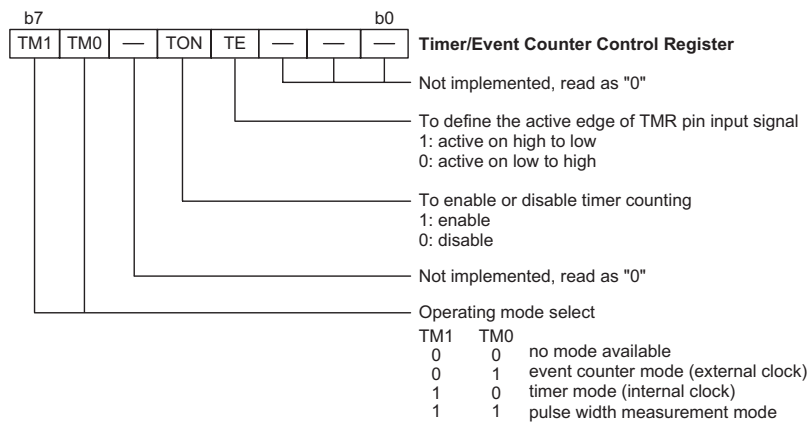 b7 b0
TM1 TM0 — TON TE — — —
Timer/Event Counter Control Register
Not implemented, read as "0"
To define the active edge of TMR pin input signal
1: active on high to low
0: active on low to high
To enable or disable timer counting
1: enable
0: disable
Not implemented, read as "0"
Operating mode select
TM1 TM0
0 0 no mode available
0 1 event counter mode (external clock)
1 0 timer mode (internal clock)
1 1 pulse width measurement mode